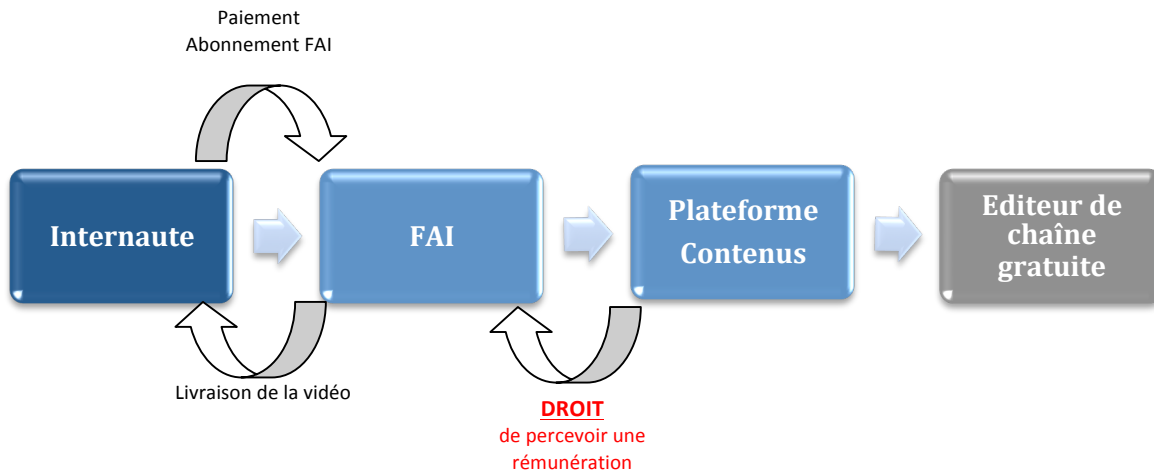 Paiement
Abonnement FAI
Internaute
FAI
Plateforme
Contenus
Editeur de
chaîne
gratuite
Livraison de la vidéo
DROIT
de percevoir une
rémunération